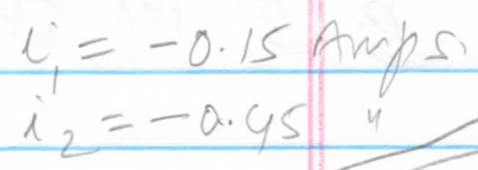 i₁ = -0.15 Amps.
i₂ = -0.45 "